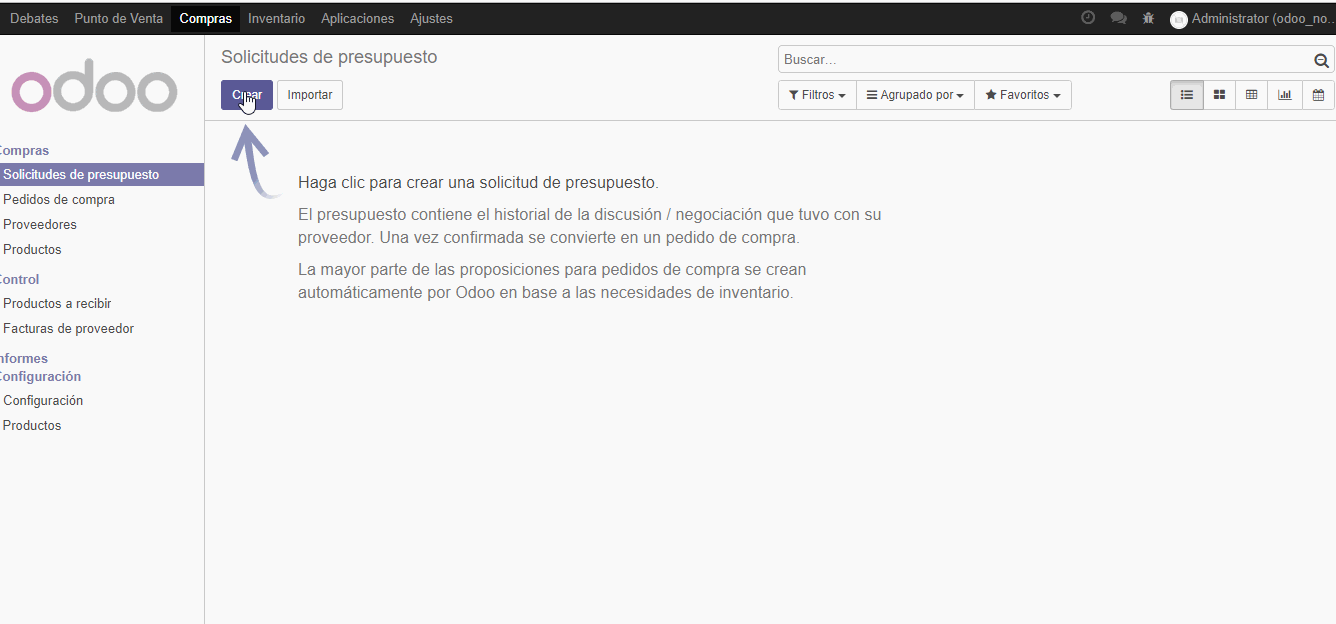 Debates Punto de Venta Compras Inventario Aplicaciones Ajustes Administrator (odoo_no...
odoo
Solicitudes de presupuesto
Buscar...
Crear Importar
Filtros Agrupado por Favoritos
Compras
Solicitudes de presupuesto
Pedidos de compra
Proveedores
Productos
Control
Productos a recibir
Facturas de proveedor
Informes
Configuración
Configuración
Productos
Haga clic para crear una solicitud de presupuesto.
El presupuesto contiene el historial de la discusión / negociación que tuvo con su
proveedor. Una vez confirmada se convierte en un pedido de compra.
La mayor parte de las proposiciones para pedidos de compra se crean
automáticamente por Odoo en base a las necesidades de inventario.